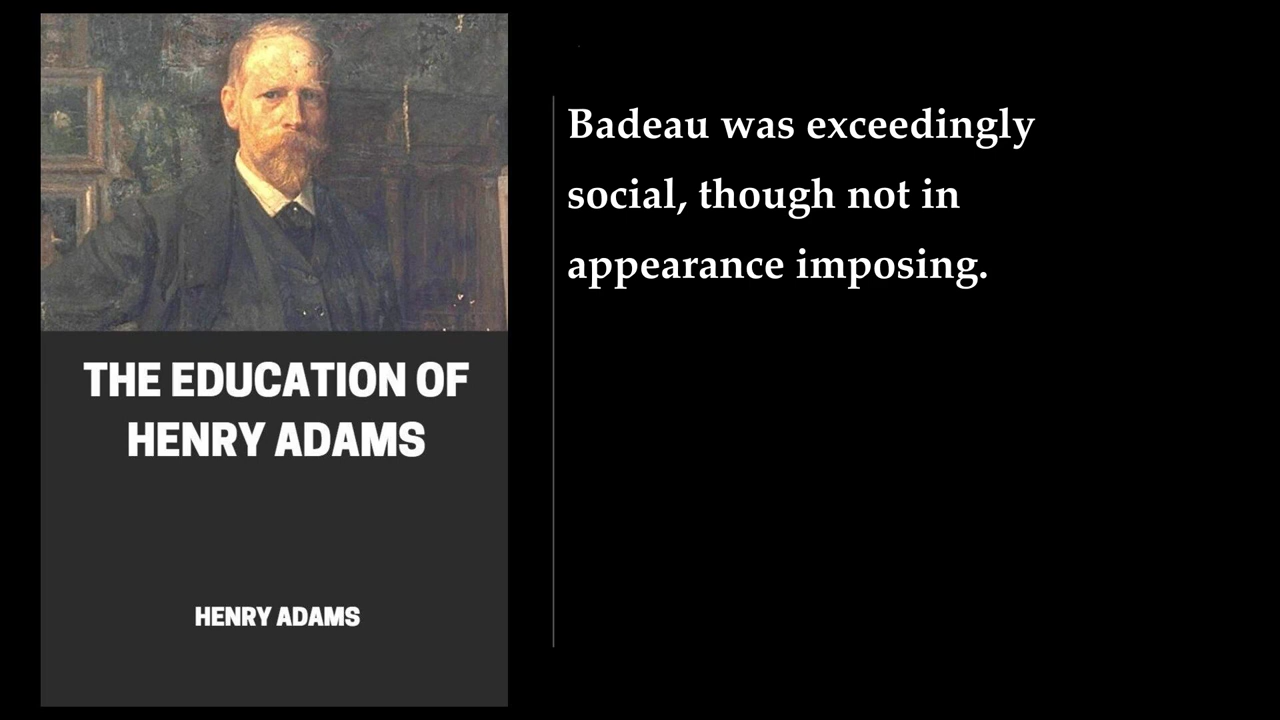 THE EDUCATION OF
HENRY ADAMS
HENRY ADAMS
Badeau was exceedingly
social, though not in
appearance imposing.